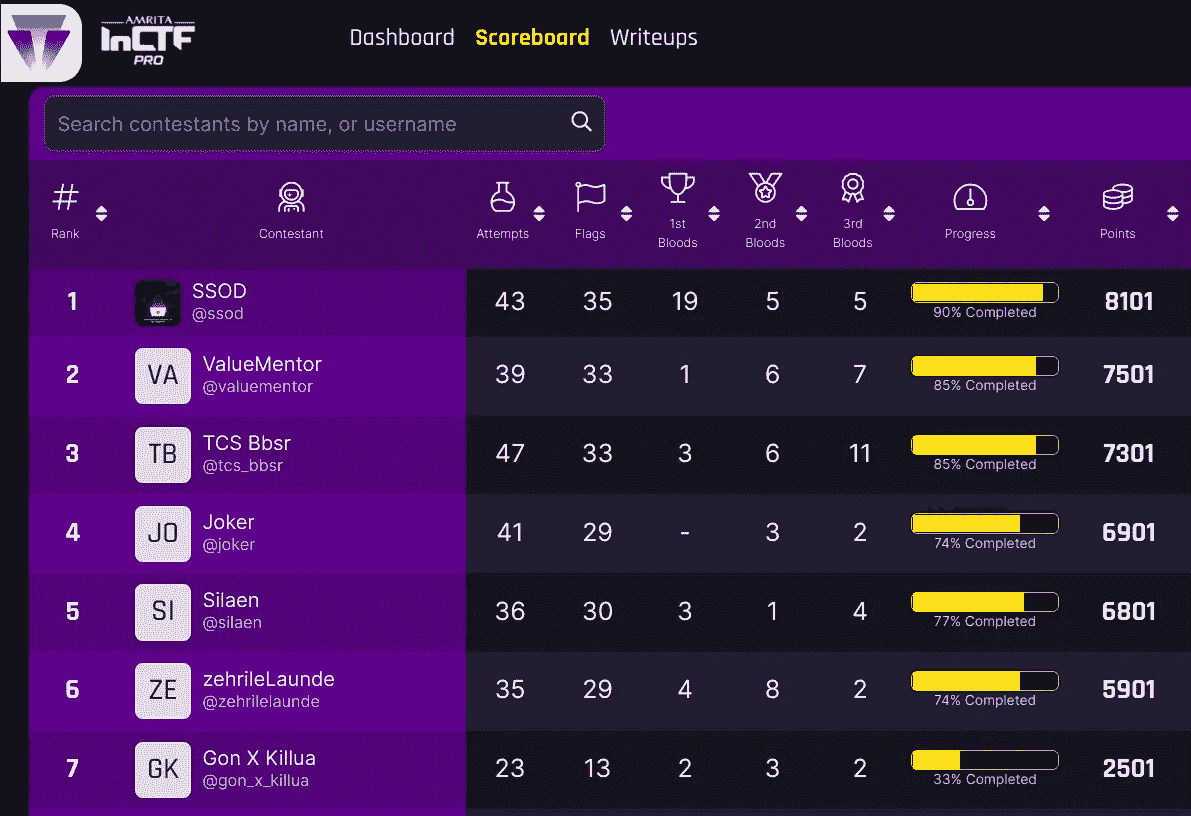 AMRITA
InCTF
PRO
Dashboard Scoreboard Writeups
Search contestants by name, or username
# Rank Contestant Attempts Flags 1st Bloods 2nd Bloods 3rd Bloods Progress Points
1 SSOD @ssod 43 35 19 5 5 90% Completed 8101
2 VA ValueMentor @valuementor 39 33 1 6 7 85% Completed 7501
3 TB TCS Bbsr @tcs_bbsr 47 33 3 6 11 85% Completed 7301
4 JO Joker @joker 41 29 - 3 2 74% Completed 6901
5 SI Silaen @silaen 36 30 3 1 4 77% Completed 6801
6 ZE zehrileLaunde @zehrilelaunde 35 29 4 8 2 74% Completed 5901
7 GK Gon X Killua @gon_x_killua 23 13 2 3 2 33% Completed 2501